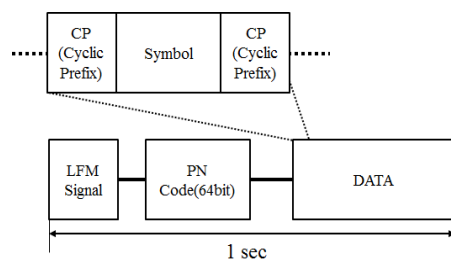 CP
(Cyclic
Prefix)
Symbol
CP
(Cyclic
Prefix)
LFM
Signal
PN
Code(64bit)
DATA
1 sec